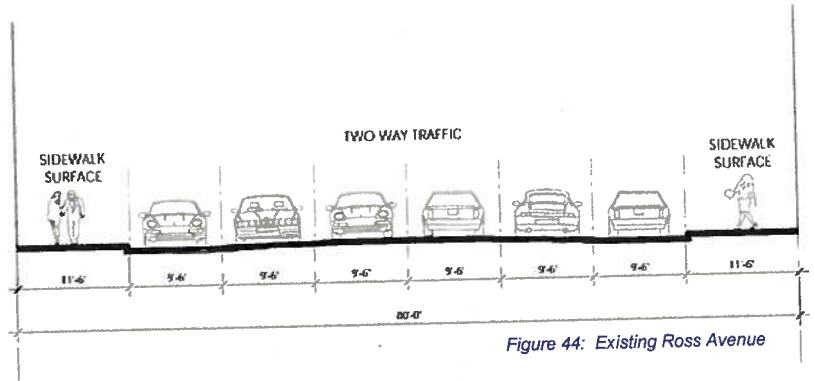 TWO WAY TRAFFIC
SIDEWALK
SURFACE
SIDEWALK
SURFACE
11'-6"
9'-6"
9'-6"
9'-6"
9'-6"
9'-6"
9'-6"
11'-6"
80'-0"
Figure 44: Existing Ross Avenue